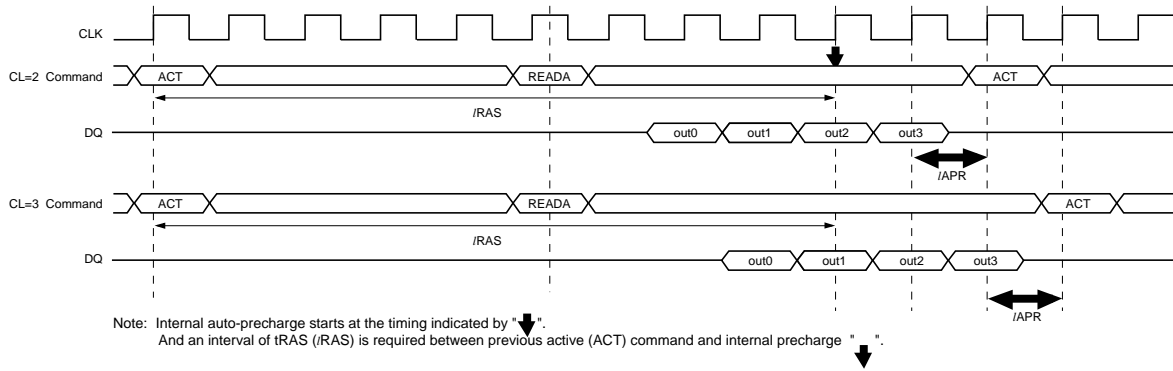 CLK
CL=2 Command ACT READA ACT
lRAS
DQ out0 out1 out2 out3
lAPR
CL=3 Command ACT READA ACT
lRAS
DQ out0 out1 out2 out3
lAPR
Note: Internal auto-precharge starts at the timing indicated by " ".
And an interval of tRAS (lRAS) is required between previous active (ACT) command and internal precharge " ".